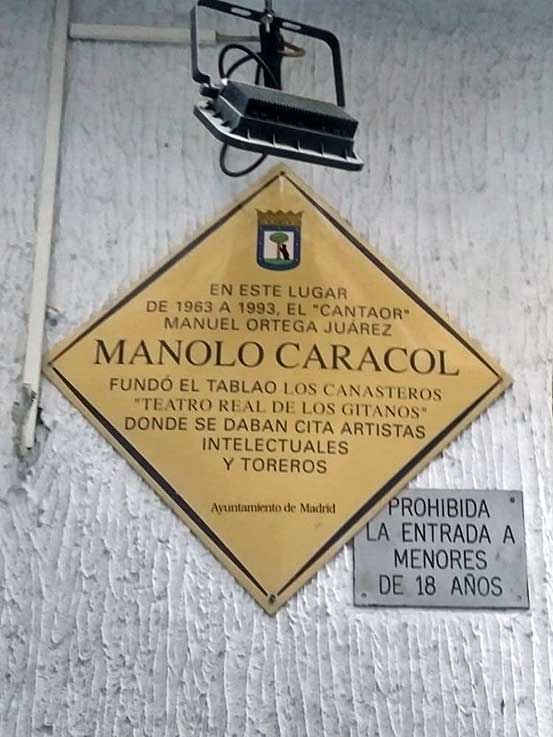 EN ESTE LUGAR
DE 1963 A 1993, EL "CANTAOR"
MANUEL ORTEGA JUÁREZ
MANOLO CARACOL
FUNDÓ EL TABLAO LOS CANASTEROS
"TEATRO REAL DE LOS GITANOS"
DONDE SE DABAN CITA ARTISTAS
INTELECTUALES
Y TOREROS
Ayuntamiento de Madrid
PROHIBIDA
LA ENTRADA A
MENORES
DE 18 AÑOS